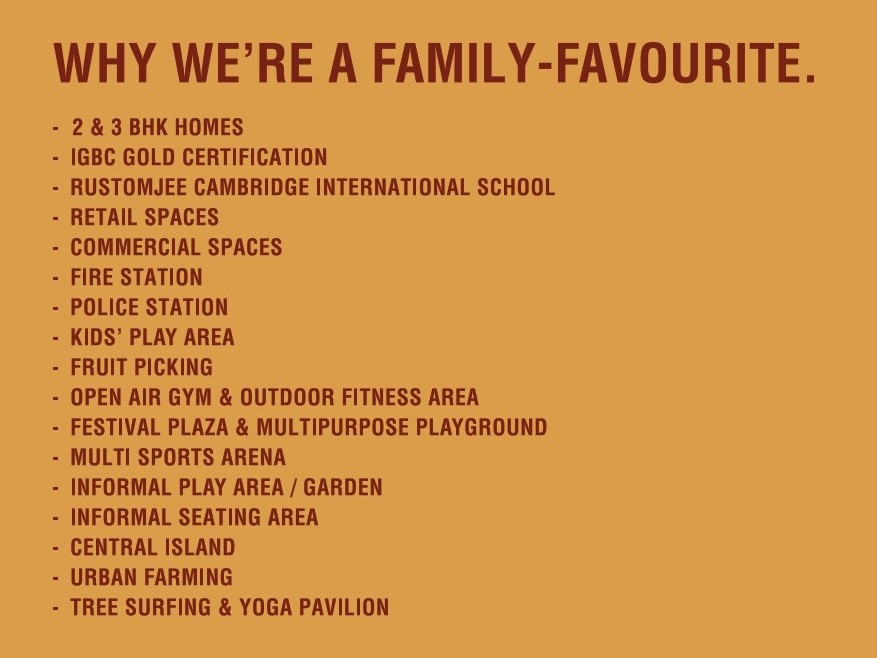 WHY WE’RE A FAMILY-FAVOURITE.
- 2 & 3 BHK HOMES
- IGBC GOLD CERTIFICATION
- RUSTOMJEE CAMBRIDGE INTERNATIONAL SCHOOL
- RETAIL SPACES
- COMMERCIAL SPACES
- FIRE STATION
- POLICE STATION
- KIDS’ PLAY AREA
- FRUIT PICKING
- OPEN AIR GYM & OUTDOOR FITNESS AREA
- FESTIVAL PLAZA & MULTIPURPOSE PLAYGROUND
- MULTI SPORTS ARENA
- INFORMAL PLAY AREA / GARDEN
- INFORMAL SEATING AREA
- CENTRAL ISLAND
- URBAN FARMING
- TREE SURFING & YOGA PAVILION